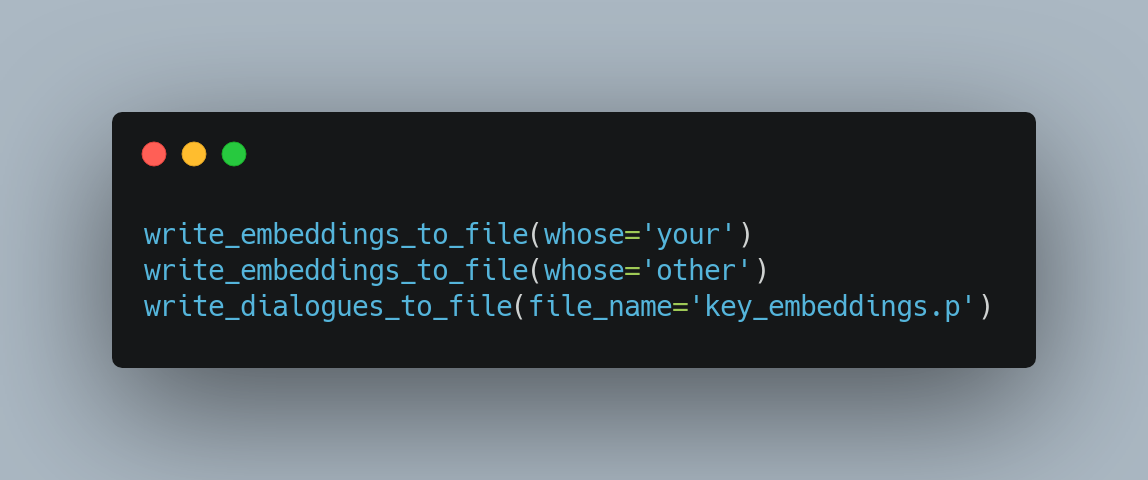 write_embeddings_to_file(whose='your')
write_embeddings_to_file(whose='other')
write_dialogues_to_file(file_name='key_embeddings.p')